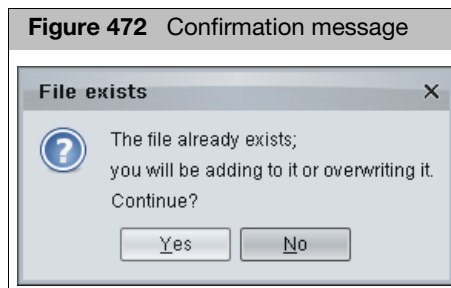 Figure 472 Confirmation message
File exists
The file already exists;
you will be adding to it or overwriting it.
Continue?
Yes No